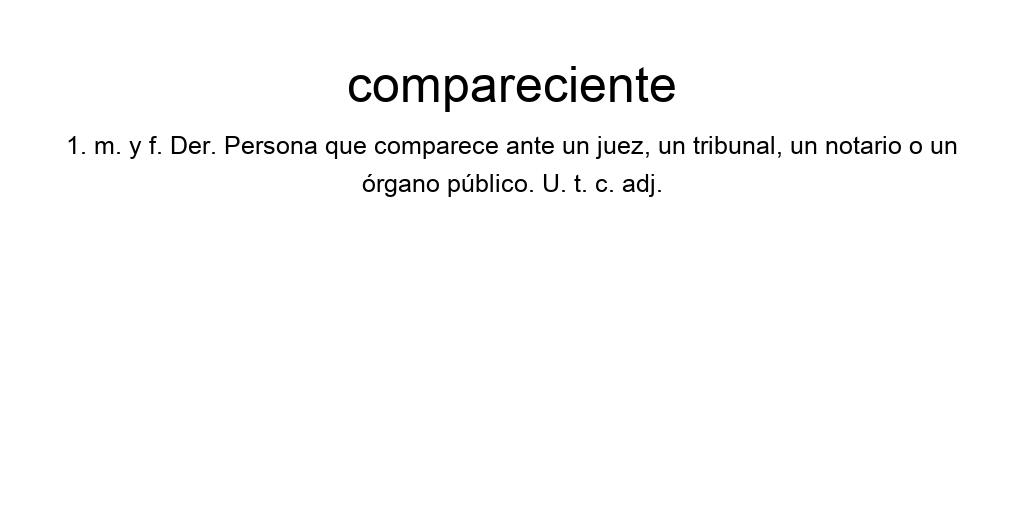 compareciente
1. m. y f. Der. Persona que comparece ante un juez, un tribunal, un notario o un
órgano público. U. t. c. adj.